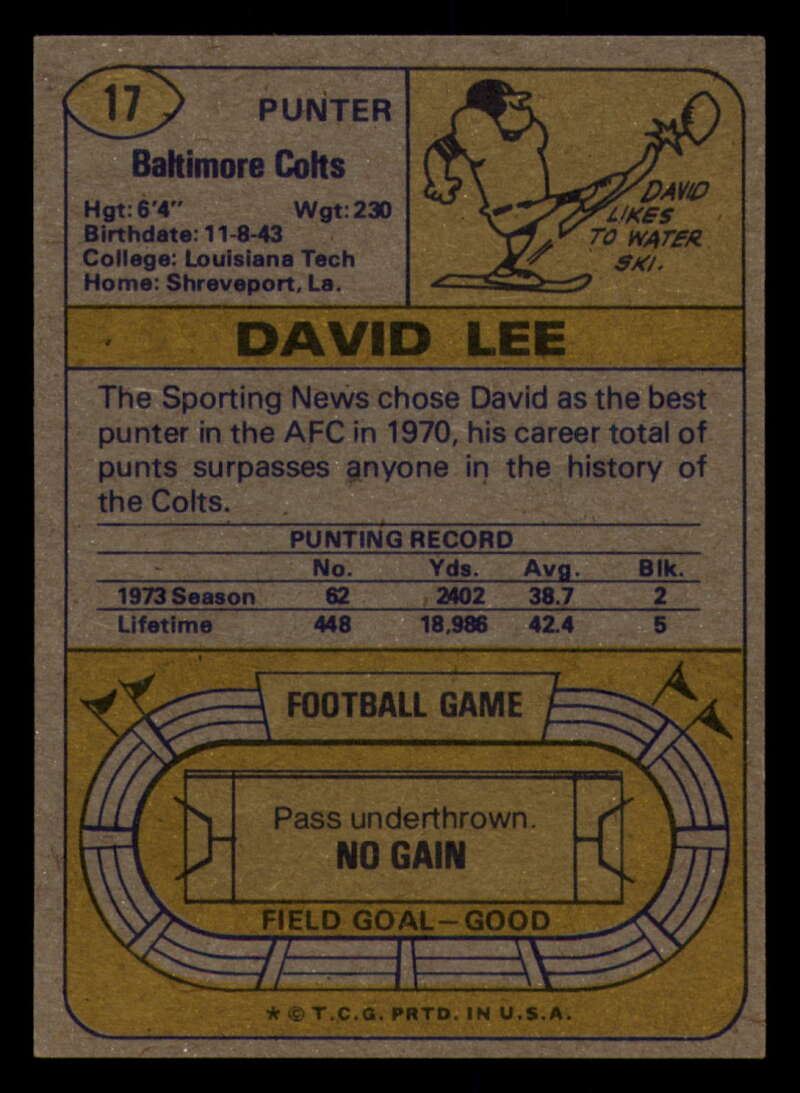 17
PUNTER
Baltimore Colts
Hgt: 6'4" Wgt: 230
Birthdate: 11-8-43
College: Louisiana Tech
Home: Shreveport, La.
DAVID
LIKES
TO WATER
SKI.
DAVID LEE
The Sporting News chose David as the best
punter in the AFC in 1970, his career total of
punts surpasses anyone in the history of
the Colts.
PUNTING RECORD
No. Yds. Avg. Blk.
1973 Season 62 2402 38.7 2
Lifetime 448 18,986 42.4 5
FOOTBALL GAME
Pass underthrown.
NO GAIN
FIELD GOAL—GOOD
* © T.C.G. PRTD. IN U.S.A.